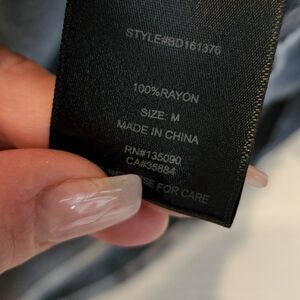 STYLE#BD161376
100%RAYON
SIZE: M
MADE IN CHINA
RN#135090
CA#35884
FOR CARE